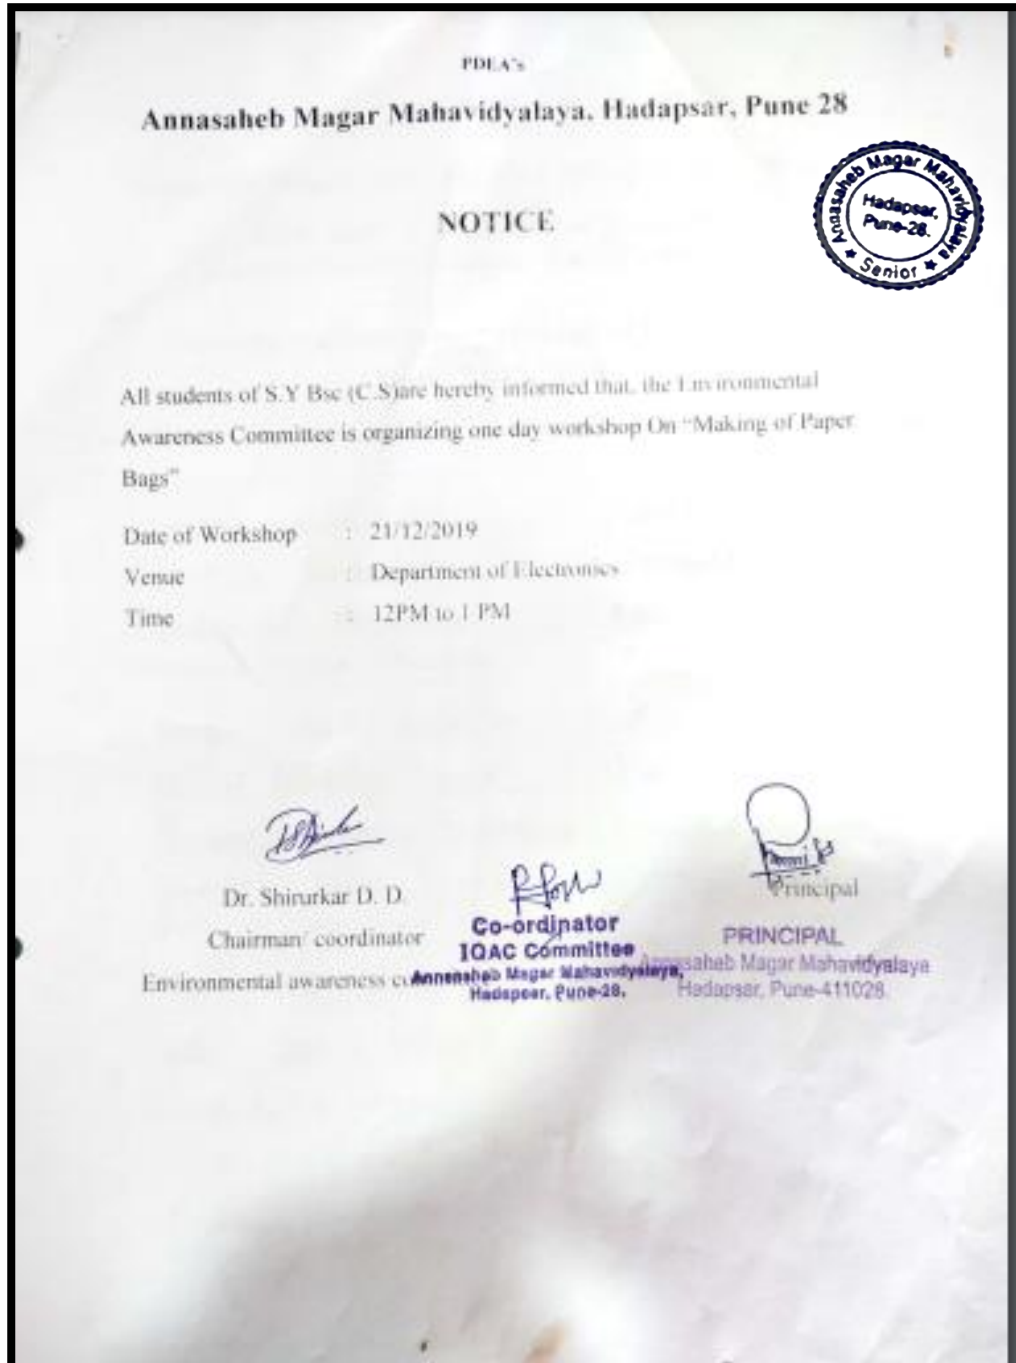 PDEA's
Annasaheb Magar Mahavidyalaya, Hadapsar, Pune 28
Annasaheb Magar Mahavidyalaya
Hadapsar,
Pune-28.
★ Senior ★
NOTICE
All students of S.Y Bsc (C.S)are hereby informed that, the Environmental
Awareness Committee is organizing one day workshop On "Making of Paper
Bags"
Date of Workshop : 21/12/2019
Venue : Department of Electronics
Time : 12PM to 1 PM
Dr. Shirurkar D. D.
Chairman/ coordinator
Environmental awareness
Co-ordinator
IQAC Committee
Annasaheb Magar Mahavidyalaya,
Hadapsar, Pune-28.
Principal
PRINCIPAL
Annasaheb Magar Mahavidyalaya
Hadapsar, Pune-411028.